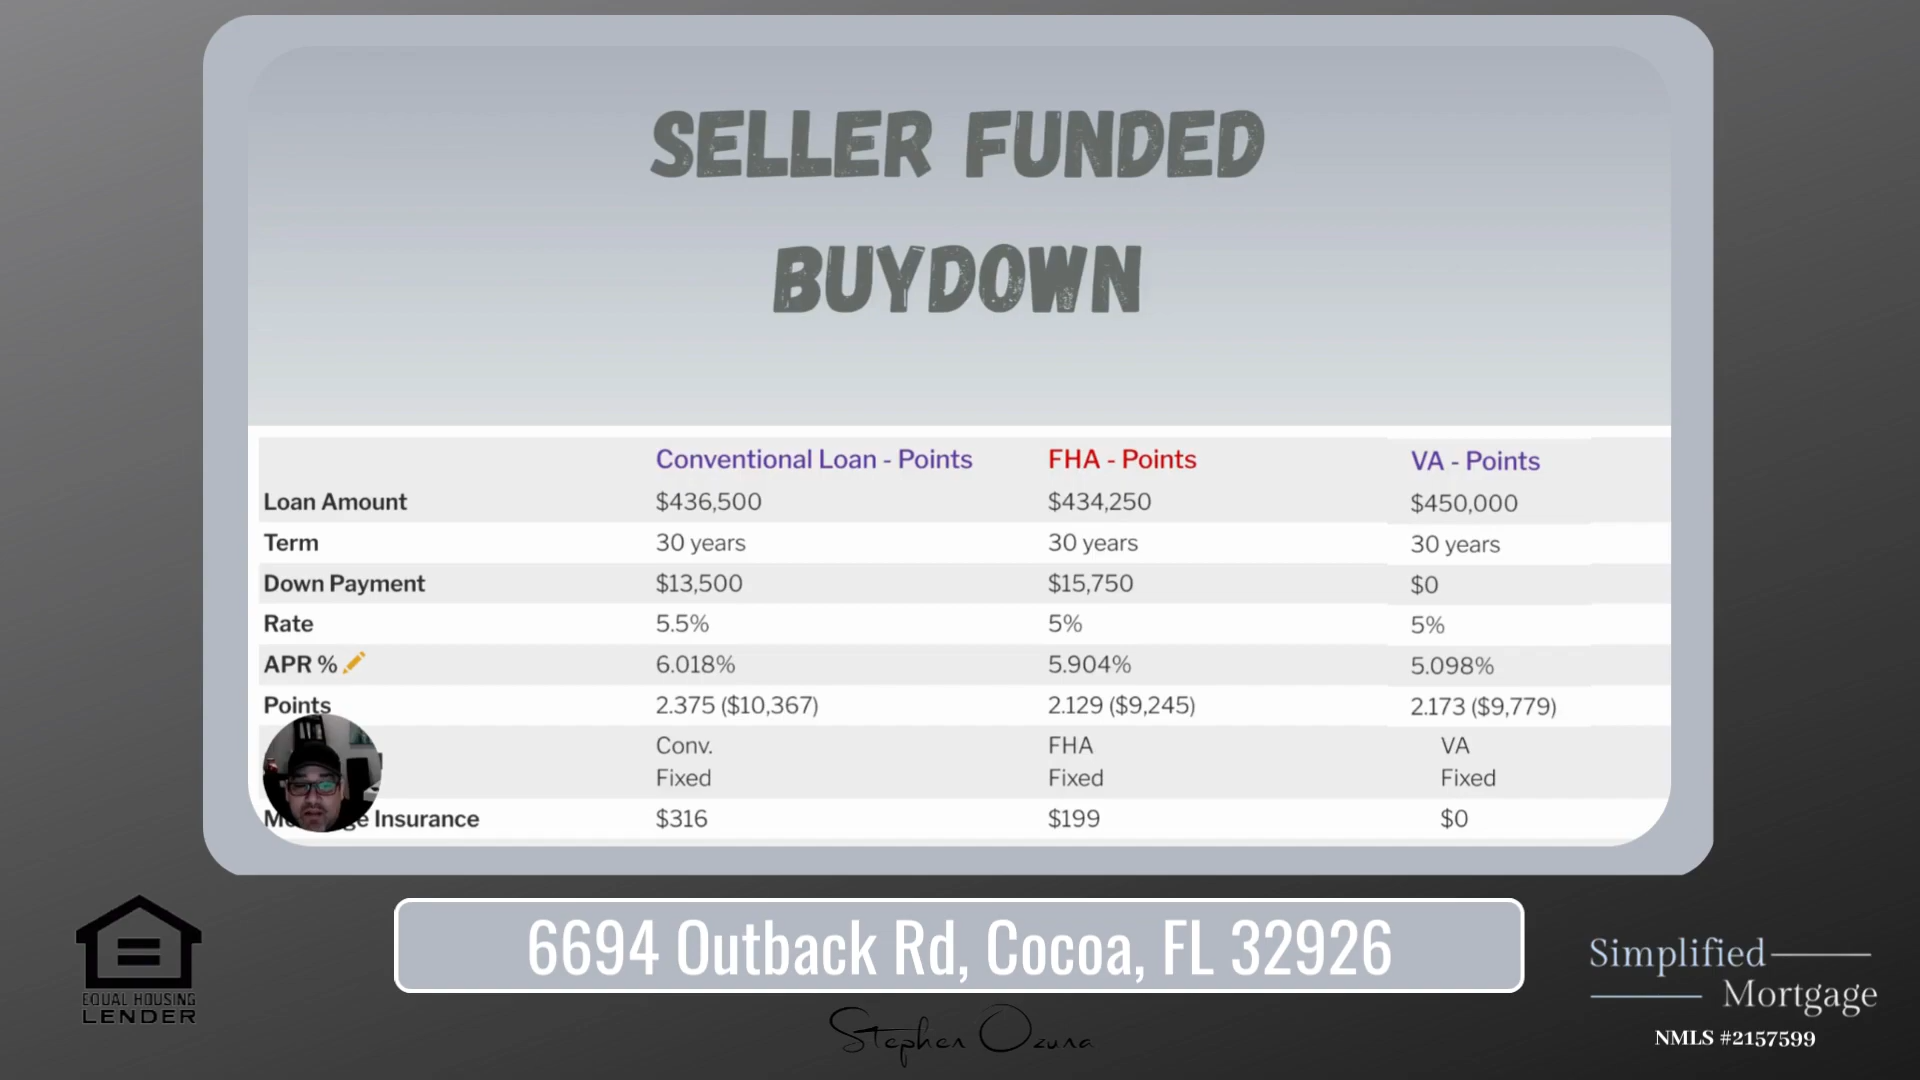 SELLER FUNDED
BUYDOWN
Conventional Loan - Points FHA - Points VA - Points
Loan Amount $436,500 $434,250 $450,000
Term 30 years 30 years 30 years
Down Payment $13,500 $15,750 $0
Rate 5.5% 5% 5%
APR % 6.018% 5.904% 5.098%
Points 2.375 ($10,367) 2.129 ($9,245) 2.173 ($9,779)
Conv. FHA VA
Fixed Fixed Fixed
Insurance $316 $199 $0
6694 Outback Rd, Cocoa, FL 32926
EQUAL HOUSING
LENDER
Stephen Ozuna
Simplified
Mortgage
NMLS #2157599